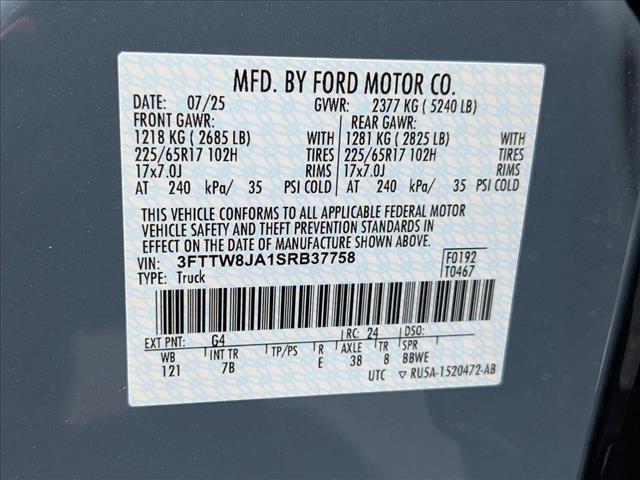 MFD. BY FORD MOTOR CO.
DATE: 07/25 GVWR: 2377 KG ( 5240 LB)
FRONT GAWR: REAR GAWR:
1218 KG ( 2685 LB) WITH 1281 KG ( 2825 LB) WITH
225/65R17 102H TIRES 225/65R17 102H TIRES
17x7.0J RIMS 17x7.0J RIMS
AT 240 kPa/ 35 PSI COLD AT 240 kPa/ 35 PSI COLD
THIS VEHICLE CONFORMS TO ALL APPLICABLE FEDERAL MOTOR
VEHICLE SAFETY AND THEFT PREVENTION STANDARDS IN
EFFECT ON THE DATE OF MANUFACTURE SHOWN ABOVE.
VIN: 3FTTW8JA1SRB37758 F0192
TYPE: Truck T0467
EXT PNT: G4 RC: 24 DSO:
WB INT TR TP/PS R AXLE TR SPR
121 7B E 38 8 BBWE
UTC ▽ RU5A-1520472-AB